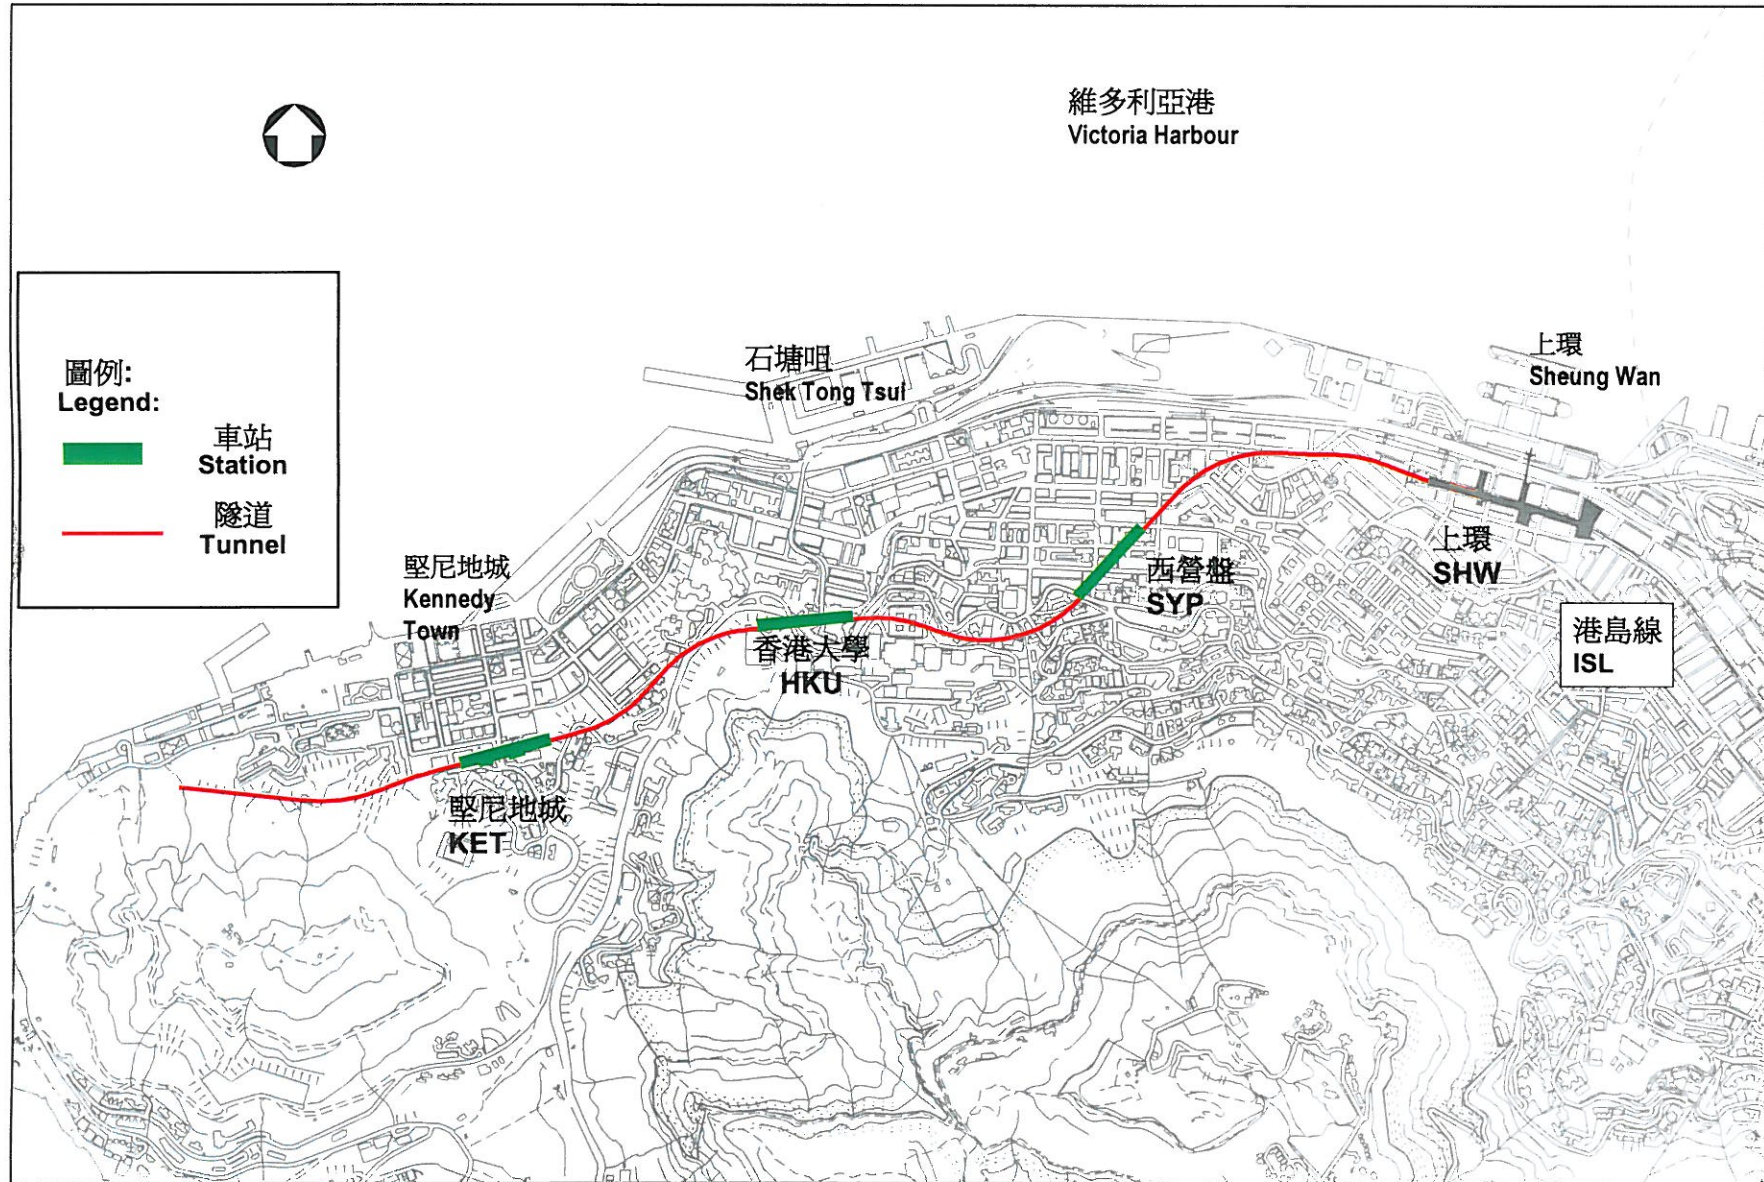 維多利亞港
Victoria Harbour
圖例:
Legend:
車站
Station
隧道
Tunnel
石塘咀
Shek Tong Tsui
上環
Sheung Wan
堅尼地城
Kennedy
Town
西營盤
SYP
上環
SHW
港島線
ISL
香港大學
HKU
堅尼地城
KET